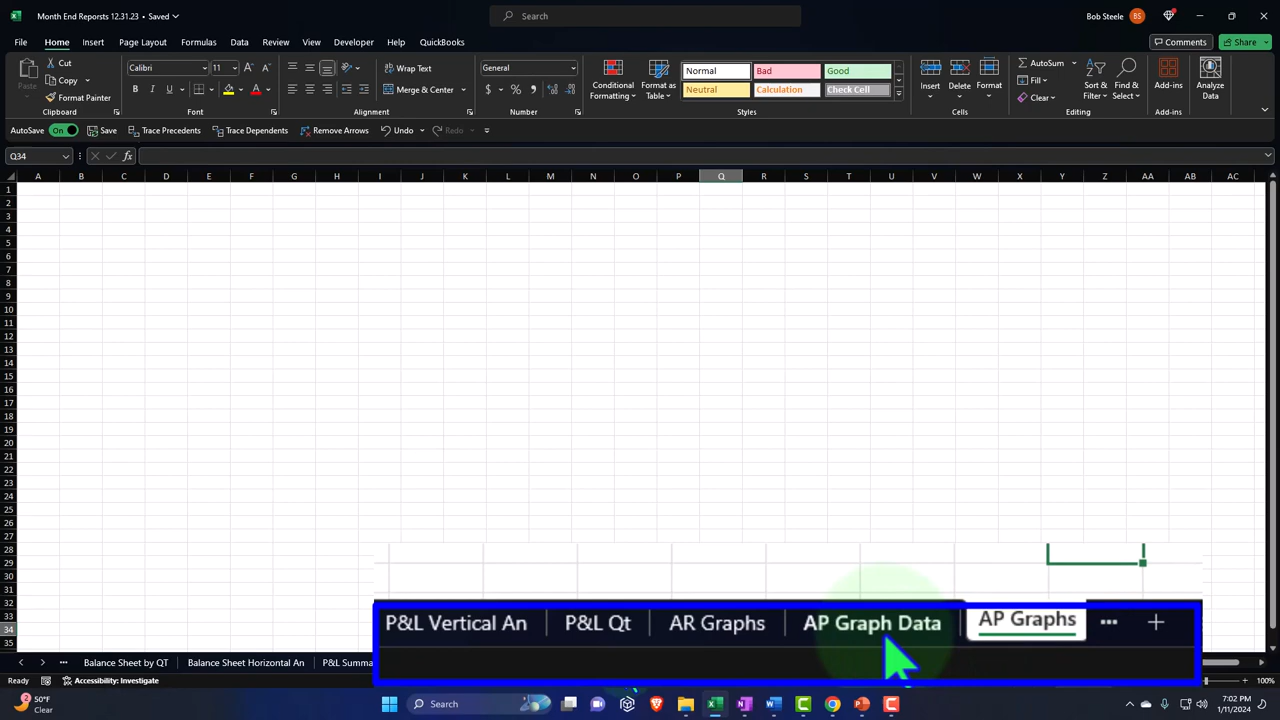 Month End Reporsts 12.31.23 • Saved
Search
Bob Steele BS
File Home Insert Page Layout Formulas Data Review View Developer Automate Help QuickBooks
Comments Share
Cut
Copy
Format Painter
Clipboard
Calibri 11
Font
Wrap Text
Merge & Center
Alignment
General
Number
Conditional Formatting
Format as Table
Normal Bad Good
Neutral Calculation Check Cell
Styles
Insert Delete Format
Cells
AutoSum
Fill
Clear
Sort & Filter
Find & Select
Editing
Add-ins
Add-ins
Analyze Data
AutoSave On Save Trace Precedents Trace Dependents Remove Arrows Undo Redo
Q34 fx
A B C D E F G H I J K L M N O P Q R S T U V W X Y Z AA AB AC
1
2
3
4
5
6
7
8
9
10
11
12
13
14
15
16
17
18
19
20
21
22
23
24
25
26
27
28
29
30
31
32
33
34
35
P&L Vertical An P&L Qt AR Graphs AP Graph Data AP Graphs
Balance Sheet by QT Balance Sheet Horizontal An P&L Summa
Ready Accessibility: Investigate 100%
50°F
Clear
Search
7:02 PM
1/11/2024